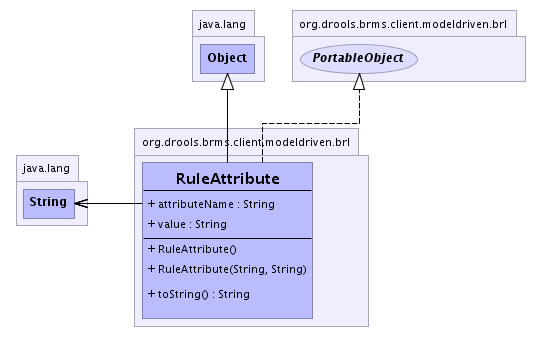 java.lang
Object
org.drools.brms.client.modeldriven.brl
PortableObject
org.drools.brms.client.modeldriven.brl
java.lang
String
RuleAttribute
+ attributeName : String
+ value : String
+ RuleAttribute()
+ RuleAttribute(String, String)
+ toString() : String